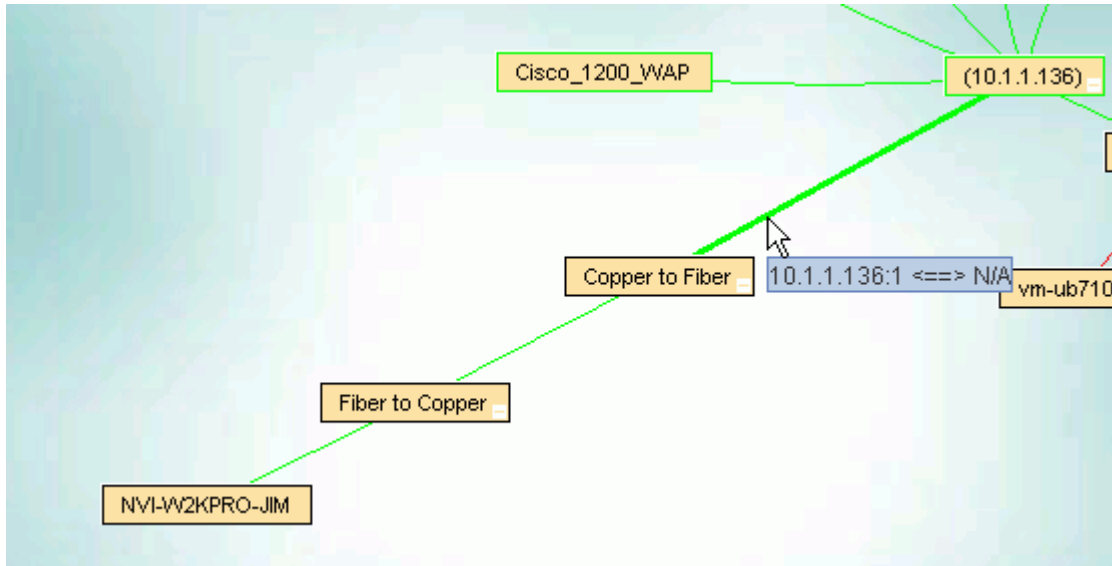 Cisco_1200_WAP
(10.1.1.136)
Copper to Fiber
10.1.1.136:1 <==> N/A
vm-ub710
Fiber to Copper
NVI-W2KPRO-JIM